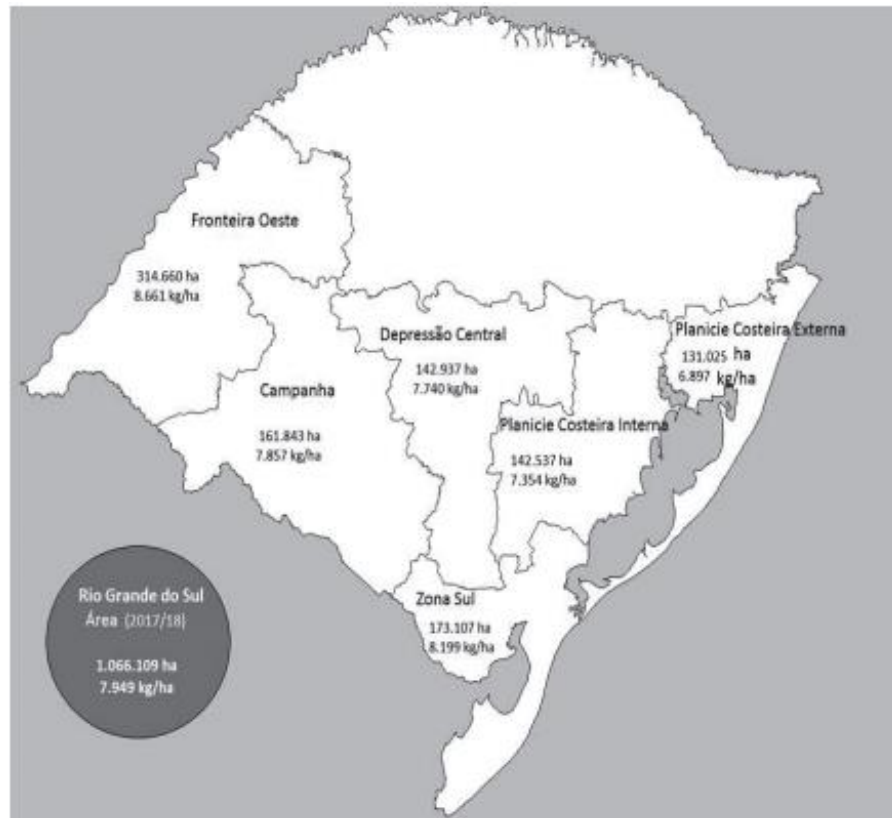 Fronteira Oeste
314.660 ha
8.661 kg/ha
Depressão Central
142.937 ha
7.740 kg/ha
Planicie Costeira Externa
131.025 ha
6.897 kg/ha
Campanha
161.843 ha
7.857 kg/ha
Planicie Costeira Interna
142.537 ha
7.354 kg/ha
Zona Sul
173.107 ha
8.199 kg/ha
Rio Grande do Sul
Área (2017/18)
1.066.109 ha
7.949 kg/ha